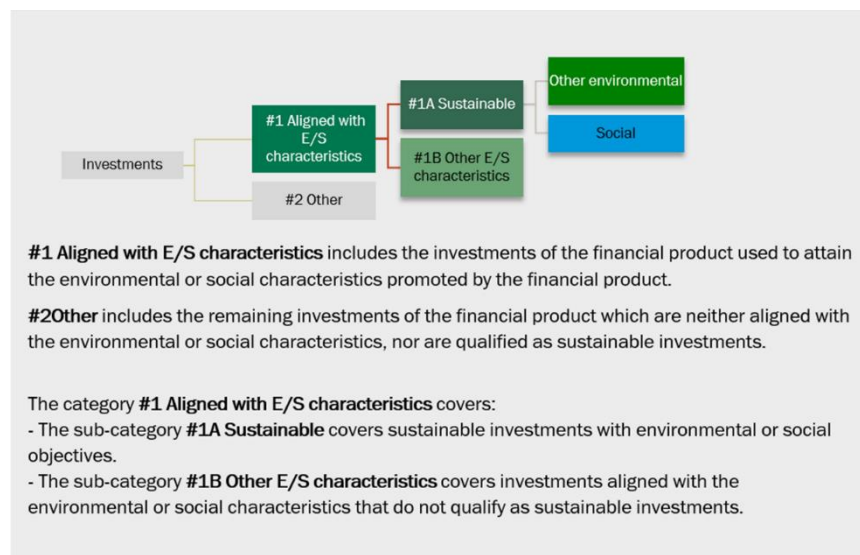 Other environmental
#1A Sustainable
#1 Aligned with
E/S
characteristics
Social
#1B Other E/S
characteristics
Investments
#2 Other
#1 Aligned with E/S characteristics includes the investments of the financial product used to attain
the environmental or social characteristics promoted by the financial product.
#2Other includes the remaining investments of the financial product which are neither aligned with
the environmental or social characteristics, nor are qualified as sustainable investments.
The category #1 Aligned with E/S characteristics covers:
- The sub-category #1A Sustainable covers sustainable investments with environmental or social
objectives.
- The sub-category #1B Other E/S characteristics covers investments aligned with the
environmental or social characteristics that do not qualify as sustainable investments.